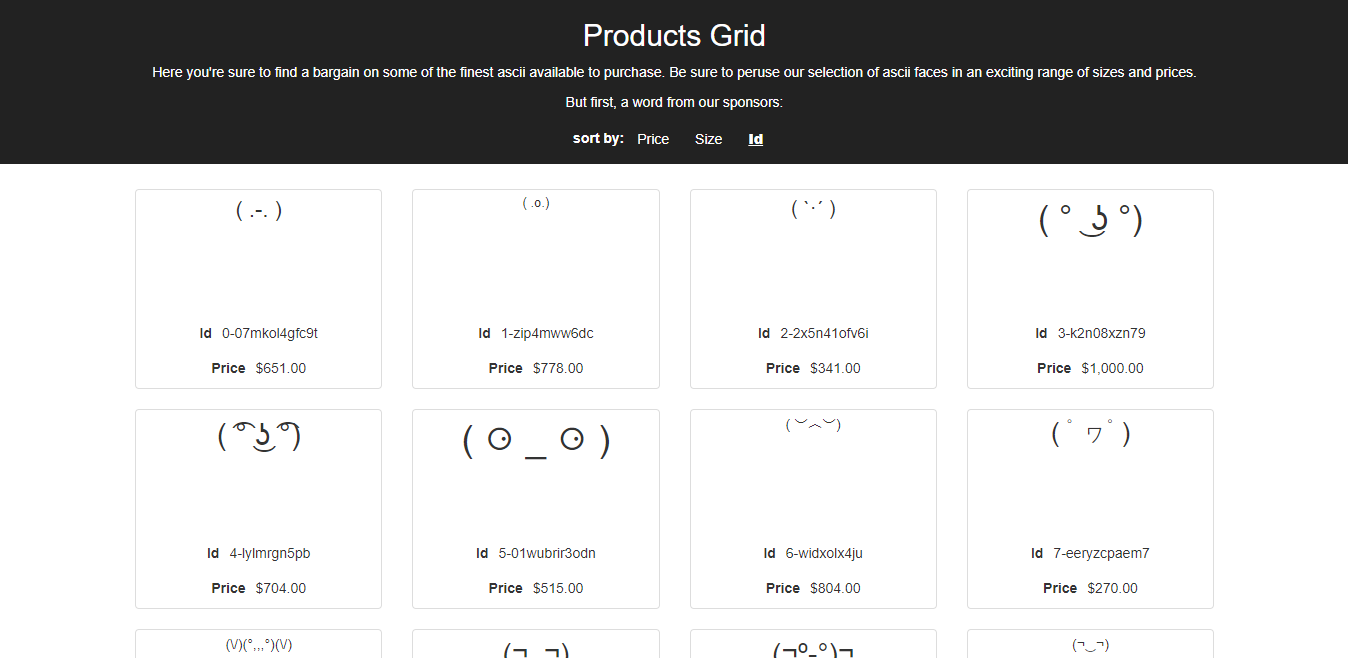 Products Grid
Here you're sure to find a bargain on some of the finest ascii available to purchase. Be sure to peruse our selection of ascii faces in an exciting range of sizes and prices.
But first, a word from our sponsors:
sort by: Price Size Id
( .-. )
Id 0-07mkol4gfc9t
Price $651.00
( .o.)
Id 1-zip4mww6dc
Price $778.00
( `·´ )
Id 2-2x5n41ofv6i
Price $341.00
( ° ͜ ʖ °)
Id 3-k2n08xzn79
Price $1,000.00
( ͡° ͜ʖ ͡°)
Id 4-lylmrgn5pb
Price $704.00
( ⚆ _ ⚆ )
Id 5-01wubrir3odn
Price $515.00
( ︶︿︶)
Id 6-widxolx4ju
Price $804.00
( ゚ヮ゚)
Id 7-eeryzcpaem7
Price $270.00
(\/)(°,,,°)(\/)
(¬_¬)
(¬º-°)¬
(¬‿¬)